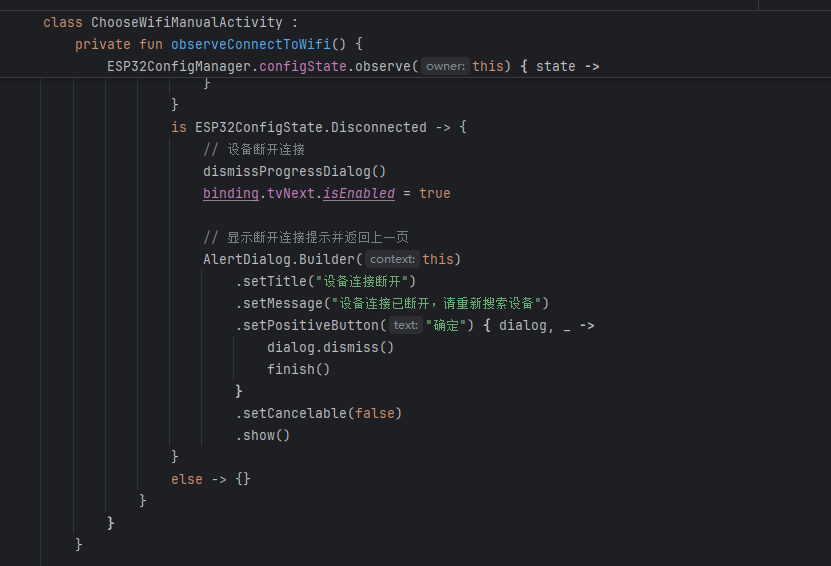 class ChooseWifiManualActivity :
    private fun observeConnectToWifi() {
        ESP32ConfigManager.configState.observe( owner: this) { state ->
                    }
                }
                is ESP32ConfigState.Disconnected -> {
                    // 设备断开连接
                    dismissProgressDialog()
                    binding.tvNext.isEnabled = true
                    // 显示断开连接提示并返回上一页
                    AlertDialog.Builder( context: this)
                        .setTitle("设备连接断开")
                        .setMessage("设备连接已断开，请重新搜索设备")
                        .setPositiveButton( text: "确定") { dialog, _ ->
                            dialog.dismiss()
                            finish()
                        }
                        .setCancelable(false)
                        .show()
                }
                else -> {}
            }
        }
    }